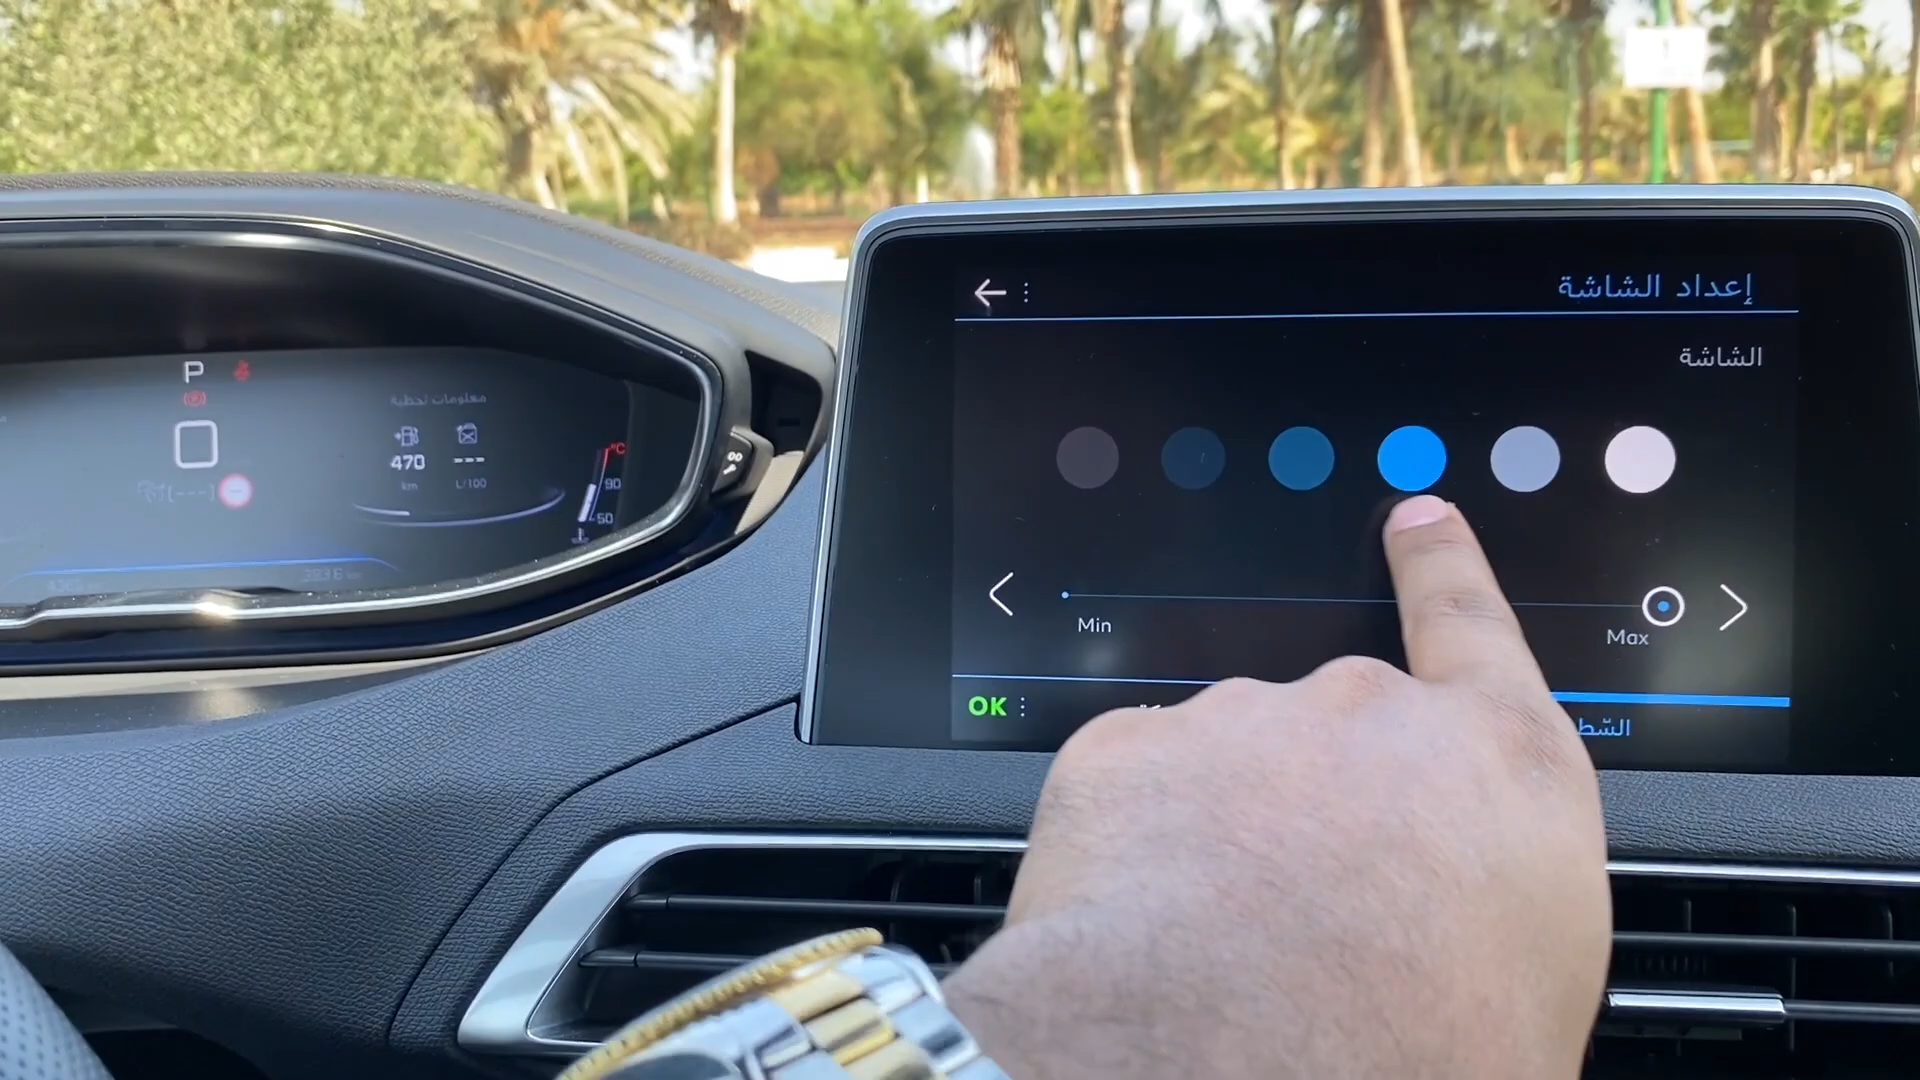 إعداد الشاشة
الشاشة
Min
Max
OK
P
معلومات لحظية
470
---
km
L/100
°C
90
50
---